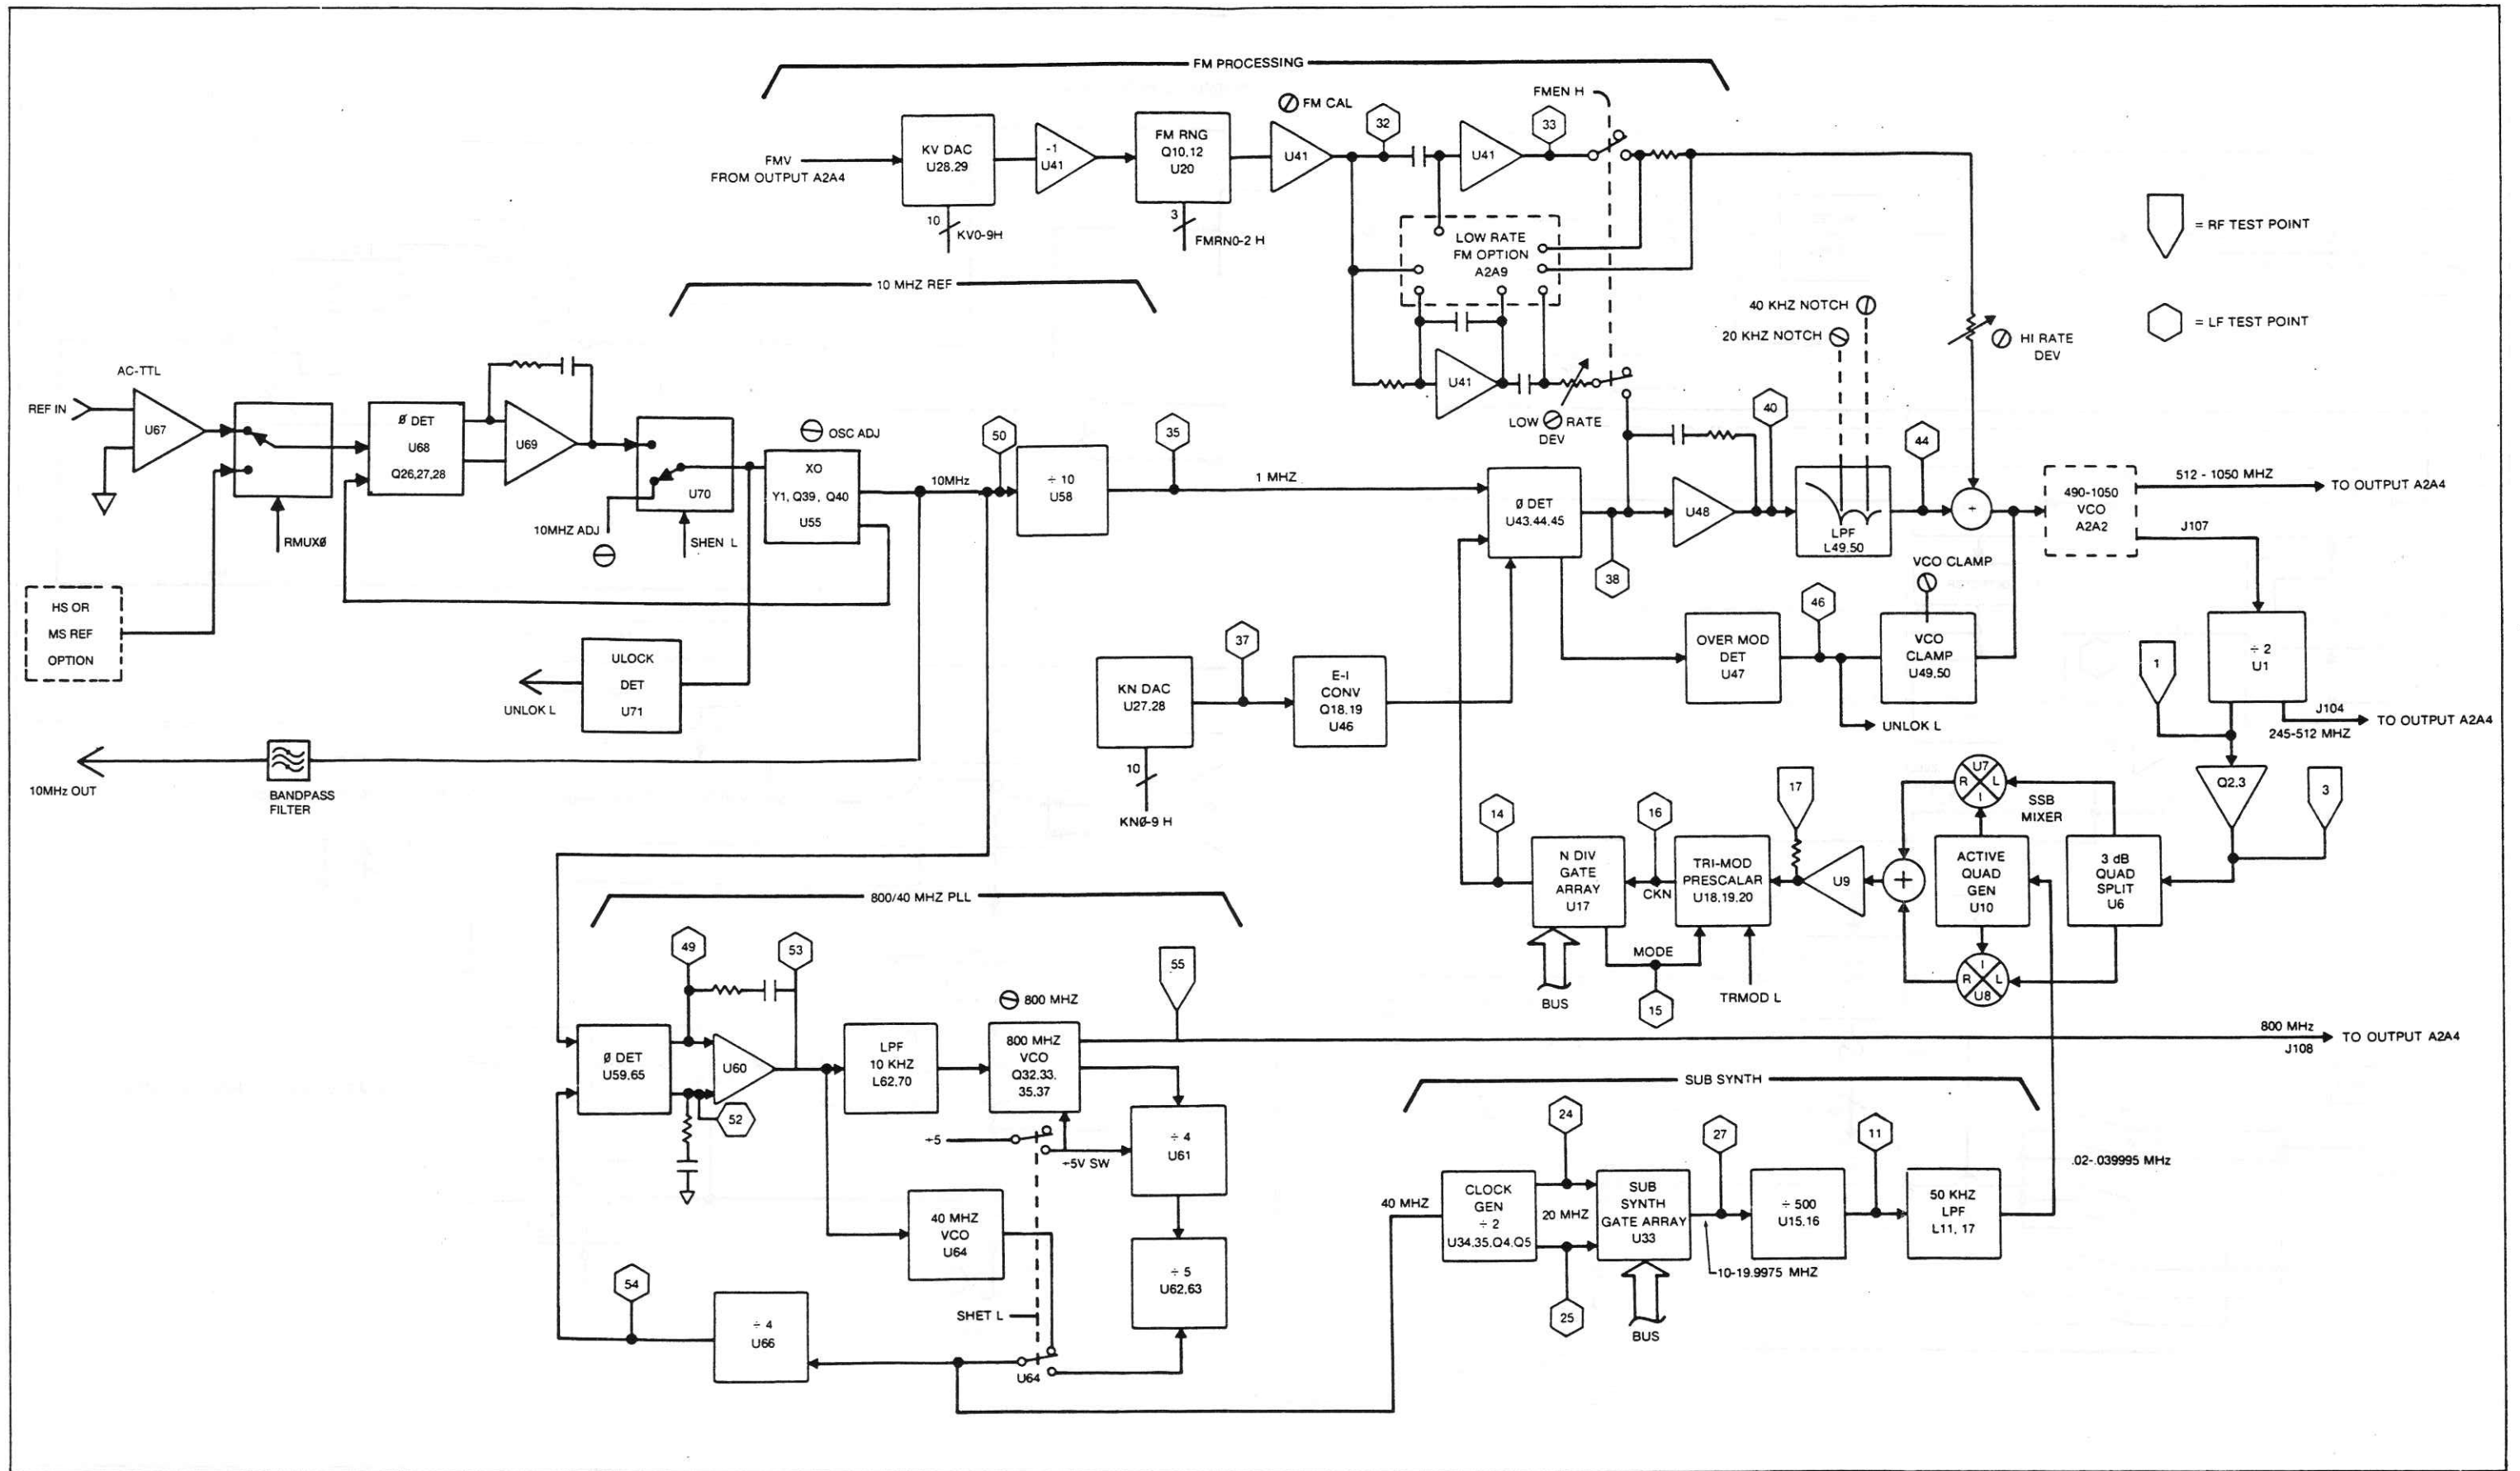 FM PROCESSING
FMV
FROM OUTPUT A2A4
KV DAC
U28.29
10
KV0-9H
-1
U41
FM RNG
Q10,12
U20
3
FMRN0-2 H
FM CAL
U41
32
U41
33
FMEN H
LOW RATE
FM OPTION
A2A9
U41
LOW RATE
DEV
40 KHZ NOTCH
20 KHZ NOTCH
HI RATE
DEV
= RF TEST POINT
= LF TEST POINT
10 MHZ REF
AC-TTL
REF IN
U67
RMUXØ
HS OR
MS REF
OPTION
Ø DET
U68
Q26,27,28
U69
U70
10MHZ ADJ
SHEN L
OSC ADJ
XO
Y1, Q39, Q40
U55
10MHz
50
÷ 10
U58
35
1 MHZ
ULOCK
DET
U71
UNLOK L
10MHz OUT
BANDPASS
FILTER
Ø DET
U43.44.45
38
U48
40
LPF
L49.50
44
÷
490-1050
VCO
A2A2
512 - 1050 MHZ
TO OUTPUT A2A4
J107
VCO CLAMP
OVER MOD
DET
U47
46
VCO
CLAMP
U49,50
UNLOK L
KN DAC
U27.28
10
KNØ-9 H
37
E-I
CONV
Q18.19
U46
÷ 2
U1
J104
TO OUTPUT A2A4
245-512 MHZ
1
Q2.3
3
3 dB
QUAD
SPLIT
U6
SSB
MIXER
U7
R
L
I
ACTIVE
QUAD
GEN
U10
I
R
L
U8
+
U9
17
TRI-MOD
PRESCALAR
U18.19.20
16
CKN
N DIV
GATE
ARRAY
U17
14
MODE
15
TRMOD L
BUS
800/40 MHZ PLL
Ø DET
U59,65
49
52
U60
53
LPF
10 KHZ
L62,70
800 MHZ
800 MHZ
VCO
Q32,33.
35,37
55
800 MHz
J108
TO OUTPUT A2A4
÷5
÷5V SW
÷ 4
U61
÷ 5
U62,63
40 MHZ
VCO
U64
SHET L
U64
÷ 4
U66
54
SUB SYNTH
40 MHZ
CLOCK
GEN
÷ 2
U34.35.Q4.Q5
24
20 MHZ
25
SUB
SYNTH
GATE ARRAY
U33
BUS
27
10-19.9975 MHZ
÷ 500
U15.16
11
50 KHZ
LPF
L11, 17
.02-.039995 MHz